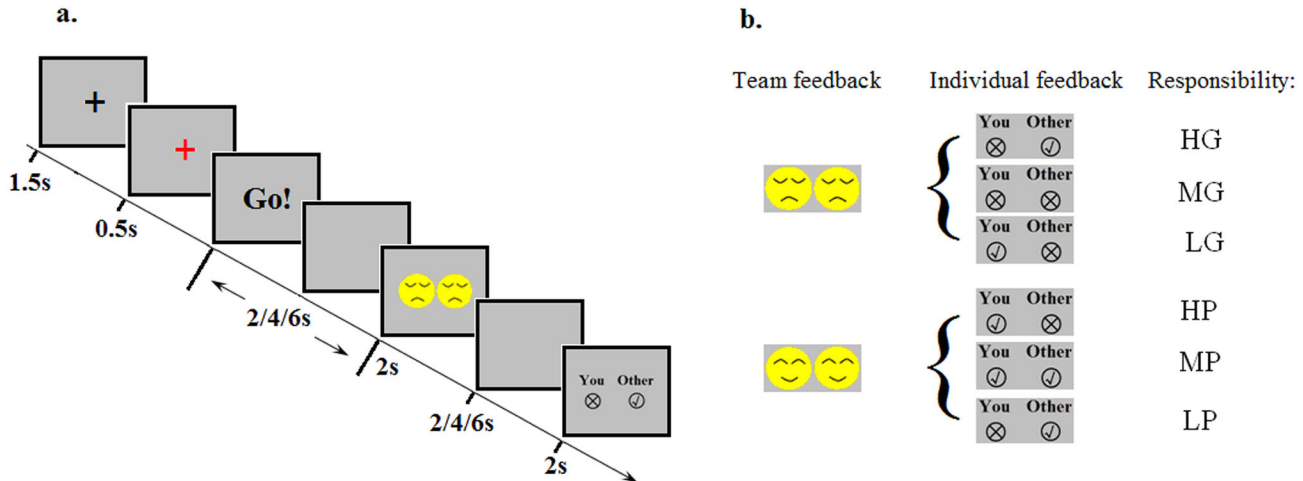 a.
+
+
Go!
You Other
1.5s
0.5s
2/4/6s
2s
2/4/6s
2s
b.
Team feedback Individual feedback Responsibility:
You Other
HG
You Other
MG
You Other
LG
You Other
HP
You Other
MP
You Other
LP